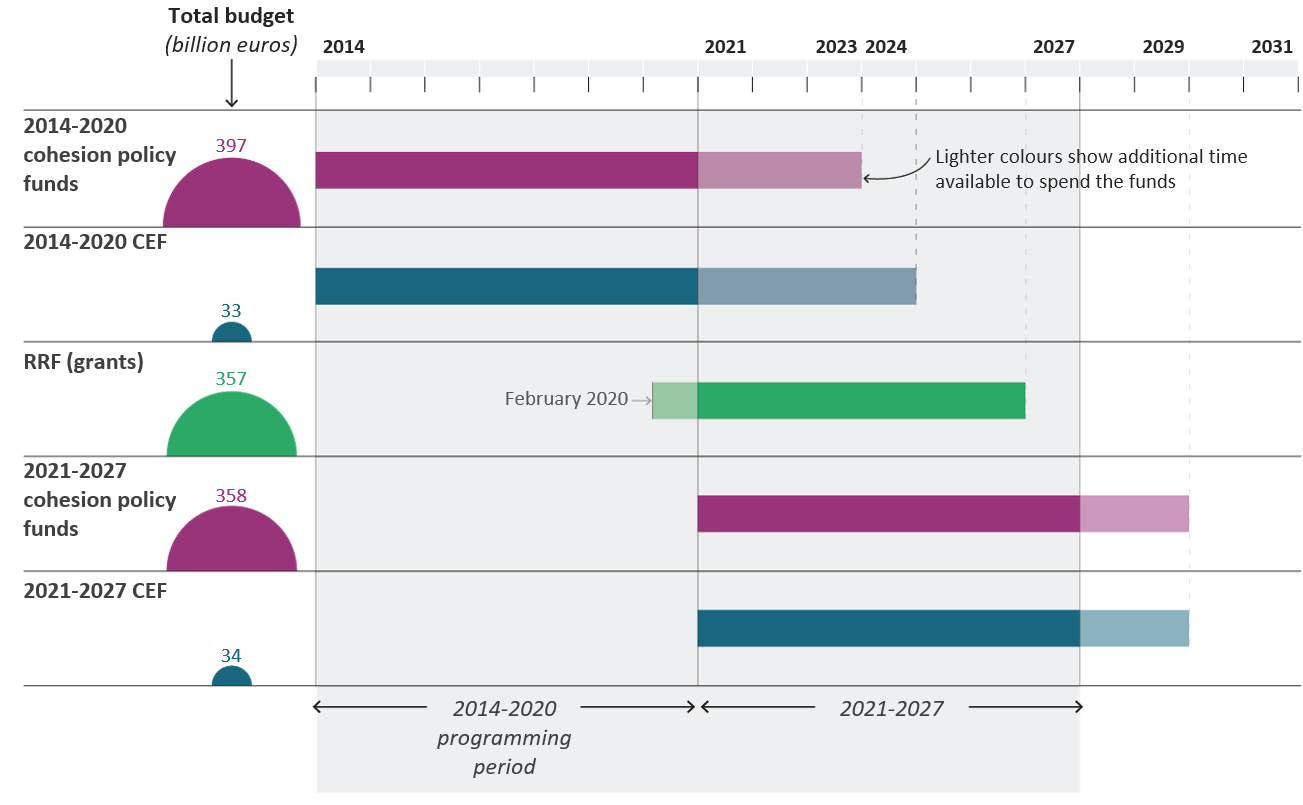 Total budget
(billion euros)
2014
2021
2023
2024
2027
2029
2031
2014-2020
cohesion policy
funds
397
Lighter colours show additional time
available to spend the funds
2014-2020 CEF
33
RRF (grants)
357
February 2020
2021-2027
cohesion policy
funds
358
2021-2027 CEF
34
2014-2020
programming
period
2021-2027